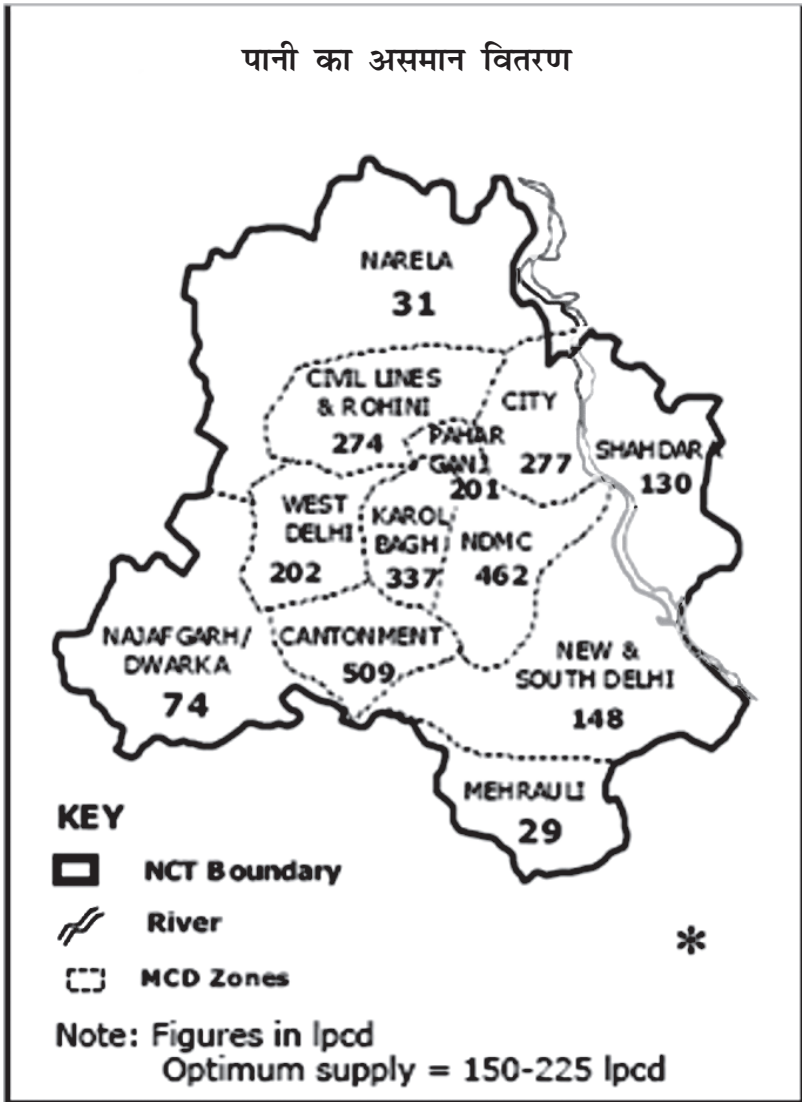 पानी का असमान वितरण
NARELA
31
CIVIL LINES
& ROHINI
274
CITY
277
PAHAR
GANJ
201
SHAHDARA
130
WEST
DELHI
202
KAROL
BAGH
337
NDMC
462
NAJAFGARH/
DWARKA
74
CANTONMENT
509
NEW &
SOUTH DELHI
148
MEHRAULI
29
KEY
NCT Boundary
River
MCD Zones
*
Note: Figures in lpcd
Optimum supply = 150-225 lpcd